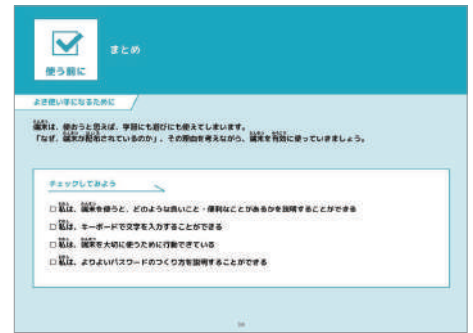 使う前に
まとめ
よき使い手になるために
端末は、使おうと思えば、学習にも遊びにも使えてしまいます。
「なぜ、端末が配布されているのか」、その理由を考えながら、端末を有効に使っていきましょう。
チェックしてみよう
□私は、端末を使うと、どのような良いこと・便利なことがあるかを説明することができる
□私は、キーボードで文字を入力することができる
□私は、端末を大切に使うために行動できている
□私は、よりよいパスワードのつくり方を説明することができる